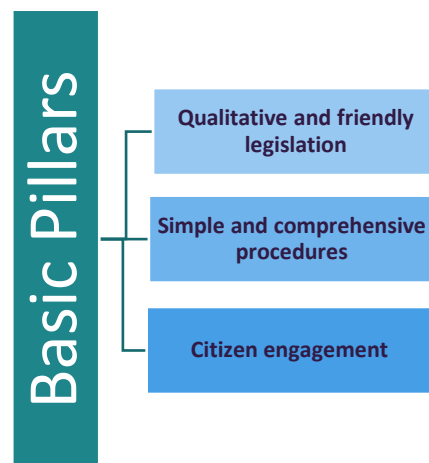 Basic Pillars
Qualitative and friendly
legislation
Simple and comprehensive
procedures
Citizen engagement